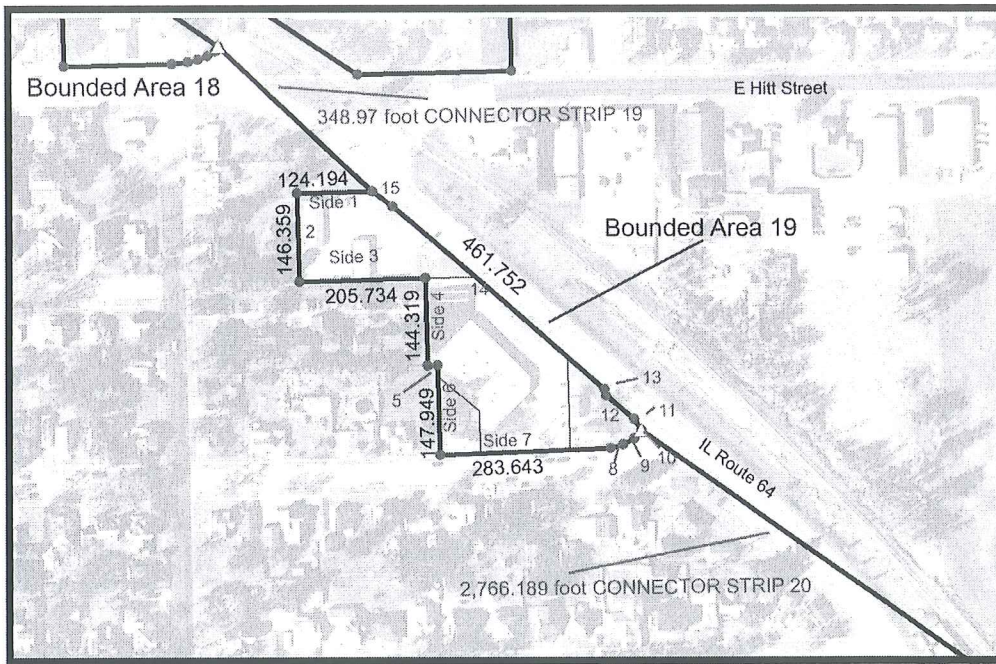 Bounded Area 18
E Hitt Street
348.97 foot CONNECTOR STRIP 19
124.194
15
Side 1
Bounded Area 19
146.359
2
Side 3
461.752
205.734
14
144.319
Side 4
13
5
Side 6
12
11
147.949
Side 7
283.643
8
9
10
IL Route 64
2,766.189 foot CONNECTOR STRIP 20